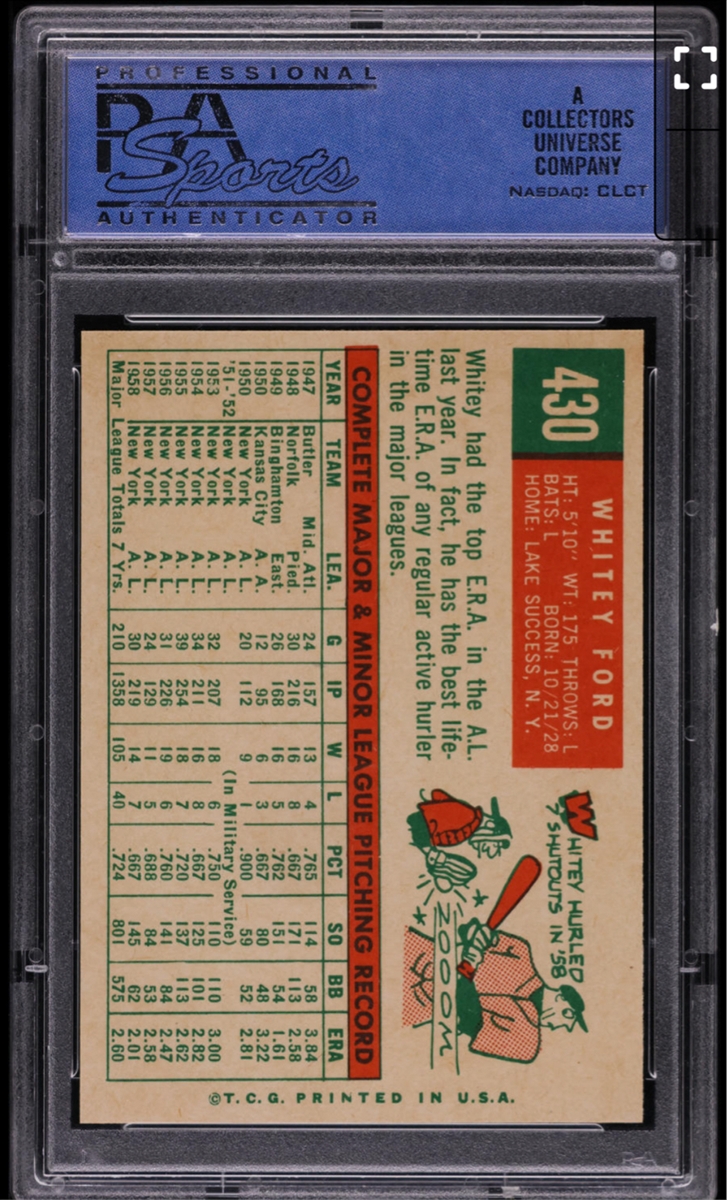 PROFESSIONAL
PSA
Sports
AUTHENTICATOR
A
COLLECTORS
UNIVERSE
COMPANY
NASDAQ: CLCT
430
WHITEY FORD
HT: 5'10" WT: 175 THROWS: L
BATS: L BORN: 10/21/28
HOME: LAKE SUCCESS, N. Y.
Whitey had the top E.R.A. in the A.L.
last year. In fact, he has the best life-
time E.R.A. of any regular active hurler
in the major leagues.
WHITEY HURLED
7 SHUTOUTS IN '58
ZOOOM
COMPLETE MAJOR & MINOR LEAGUE PITCHING RECORD
YEAR TEAM LEA. G IP W L PCT SO BB ERA
1947 Butler Mid. Atl. 24 157 13 4 .765 114 58 3.84
1948 Norfolk Pied. 30 216 16 8 .667 171 113 2.58
1949 Binghamton East. 26 168 16 5 .762 151 54 1.61
1950 Kansas City A. A. 12 95 6 3 .667 80 48 3.22
1950 New York A. L. 20 112 9 1 .900 59 52 2.81
'51-'52 New York A. L. (In Military Service)
1953 New York A. L. 32 207 18 6 .750 110 110 3.00
1954 New York A. L. 34 211 16 8 .667 125 101 2.82
1955 New York A. L. 39 254 18 7 .720 137 113 2.62
1956 New York A. L. 31 226 19 6 .760 141 84 2.47
1957 New York A. L. 24 129 11 5 .688 84 53 2.58
1958 New York A. L. 30 219 14 7 .667 145 62 2.01
Major League Totals 7 Yrs. 210 1358 105 40 .724 801 575 2.60
©T.C.G. PRINTED IN U.S.A.
PSA